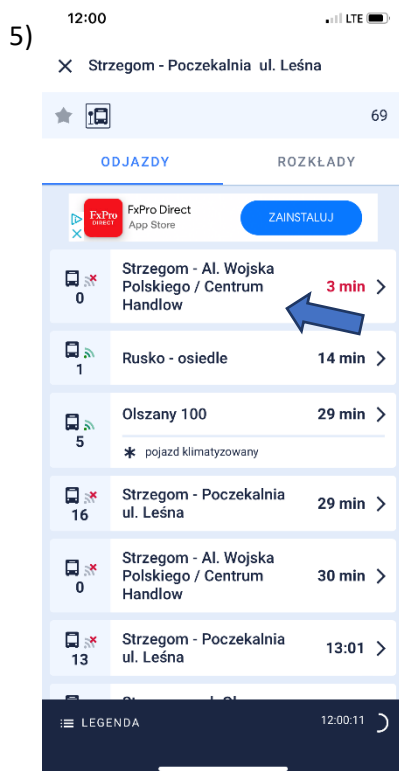 5)
12:00
LTE
Strzegom - Poczekalnia ul. Leśna
69
ODJAZDY ROZKŁADY
FxPro Direct
App Store
FxPro
DIRECT
ZAINSTALUJ
0
Strzegom - Al. Wojska
Polskiego / Centrum
Handlow
3 min
1
Rusko - osiedle
14 min
5
Olszany 100
29 min
pojazd klimatyzowany
16
Strzegom - Poczekalnia
ul. Leśna
29 min
0
Strzegom - Al. Wojska
Polskiego / Centrum
Handlow
30 min
13
Strzegom - Poczekalnia
ul. Leśna
13:01
LEGENDA
12:00:11